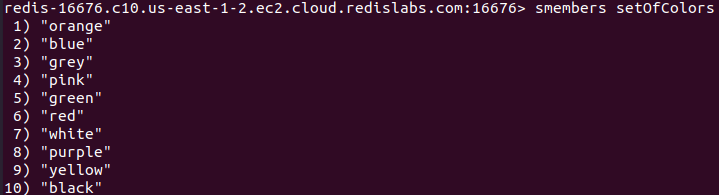 redis-16676.c10.us-east-1-2.ec2.cloud.redislabs.com:16676> smembers setOfColors
 1) "orange"
 2) "blue"
 3) "grey"
 4) "pink"
 5) "green"
 6) "red"
 7) "white"
 8) "purple"
 9) "yellow"
10) "black"